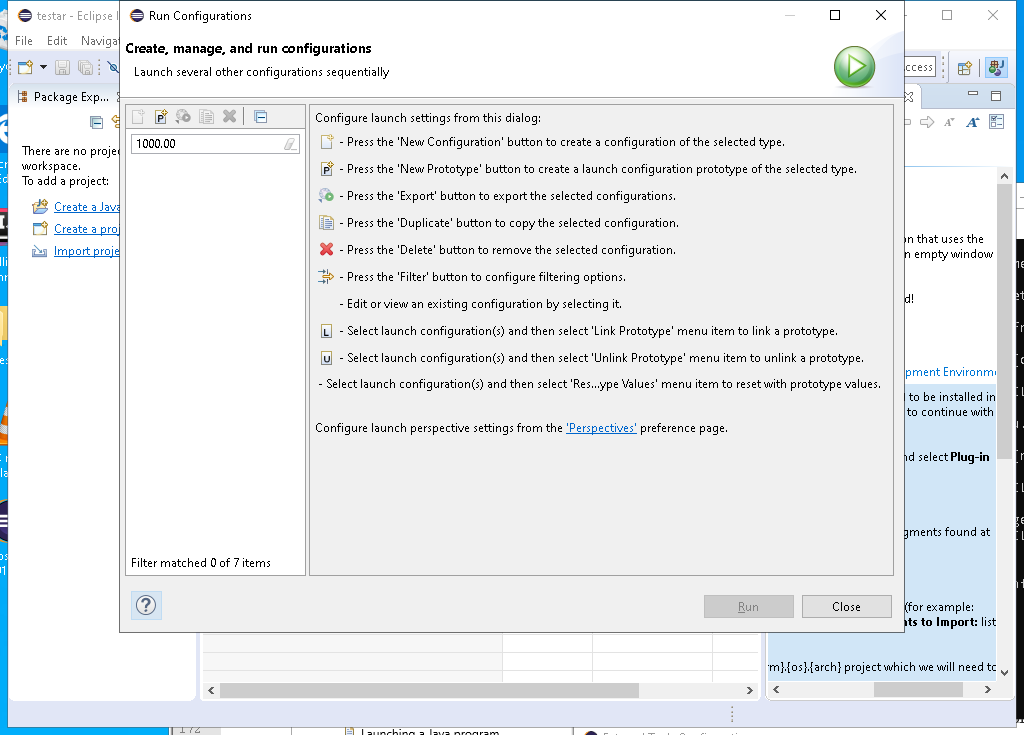 testar - Eclipse
Run Configurations
File Edit Navigat
Create, manage, and run configurations
Launch several other configurations sequentially
ccess
Package Exp...
1000.00
There are no projec
workspace.
To add a project:
Create a Java
Create a proj
Import proje
Filter matched 0 of 7 items
Configure launch settings from this dialog:
- Press the 'New Configuration' button to create a configuration of the selected type.
P - Press the 'New Prototype' button to create a launch configuration prototype of the selected type.
- Press the 'Export' button to export the selected configurations.
- Press the 'Duplicate' button to copy the selected configuration.
- Press the 'Delete' button to remove the selected configuration.
- Press the 'Filter' button to configure filtering options.
- Edit or view an existing configuration by selecting it.
L - Select launch configuration(s) and then select 'Link Prototype' menu item to link a prototype.
U - Select launch configuration(s) and then select 'Unlink Prototype' menu item to unlink a prototype.
- Select launch configuration(s) and then select 'Res...ype Values' menu item to reset with prototype values.
Configure launch perspective settings from the 'Perspectives' preference page.
Run
Close
on that uses the
n empty window
d!
pment Environme
to be installed in
to continue with
nd select Plug-in
gments found at
(for example:
nts to Import: list
rm}.{os}.{arch} project which we will need to
172
Launching a Java program
External Tools Configuratio